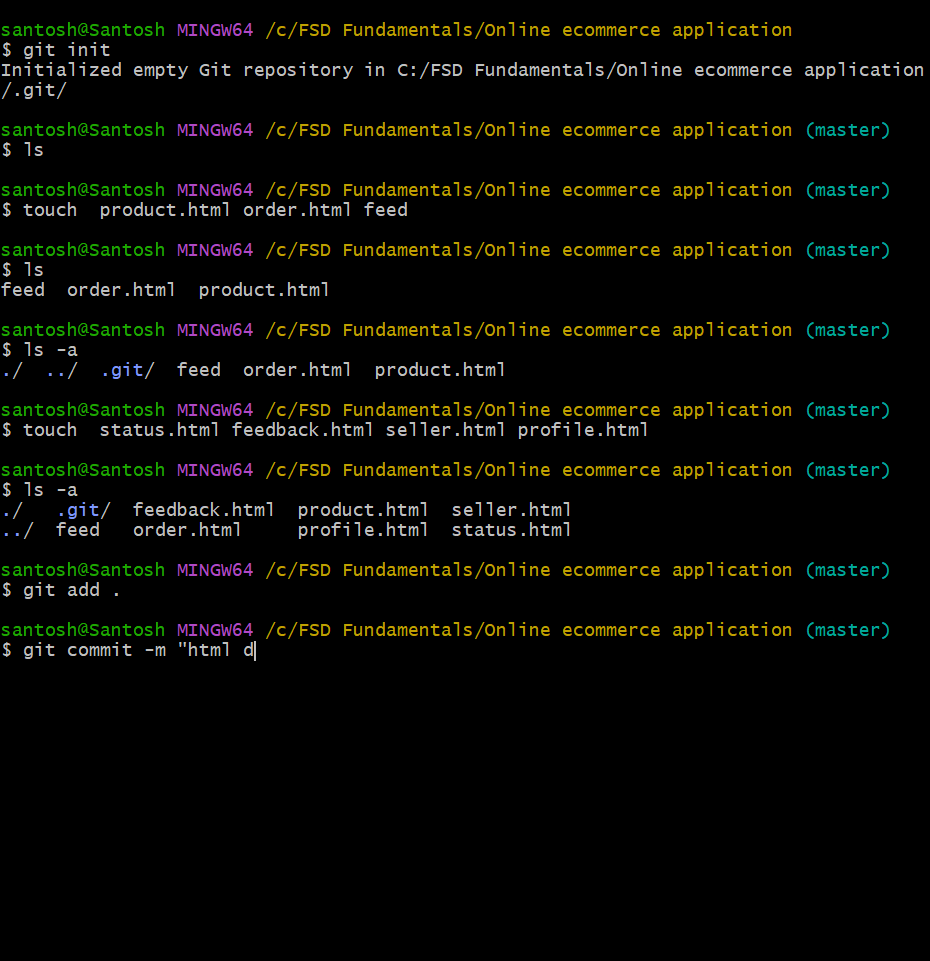 santosh@Santosh MINGW64 /c/FSD Fundamentals/Online ecommerce application
$ git init
Initialized empty Git repository in C:/FSD Fundamentals/Online ecommerce application
/.git/
santosh@Santosh MINGW64 /c/FSD Fundamentals/Online ecommerce application (master)
$ ls
santosh@Santosh MINGW64 /c/FSD Fundamentals/Online ecommerce application (master)
$ touch  product.html order.html feed
santosh@Santosh MINGW64 /c/FSD Fundamentals/Online ecommerce application (master)
$ ls
feed  order.html  product.html
santosh@Santosh MINGW64 /c/FSD Fundamentals/Online ecommerce application (master)
$ ls -a
./  ../  .git/  feed  order.html  product.html
santosh@Santosh MINGW64 /c/FSD Fundamentals/Online ecommerce application (master)
$ touch  status.html feedback.html seller.html profile.html
santosh@Santosh MINGW64 /c/FSD Fundamentals/Online ecommerce application (master)
$ ls -a
./   .git/  feedback.html  product.html  seller.html
../  feed   order.html     profile.html  status.html
santosh@Santosh MINGW64 /c/FSD Fundamentals/Online ecommerce application (master)
$ git add .
santosh@Santosh MINGW64 /c/FSD Fundamentals/Online ecommerce application (master)
$ git commit -m "html d